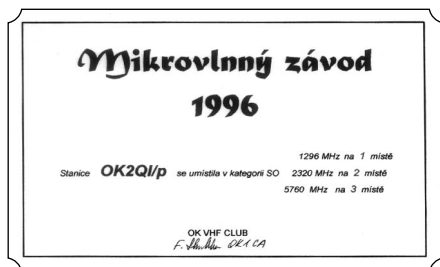 Mikrovlnný závod
1996
1296 MHz na 1 místě
Stanice OK2QI/p se umístila v kategorii SO 2320 MHz na 2 místě
5760 MHz na 3 místě
OK VHF CLUB
F. OK1CA